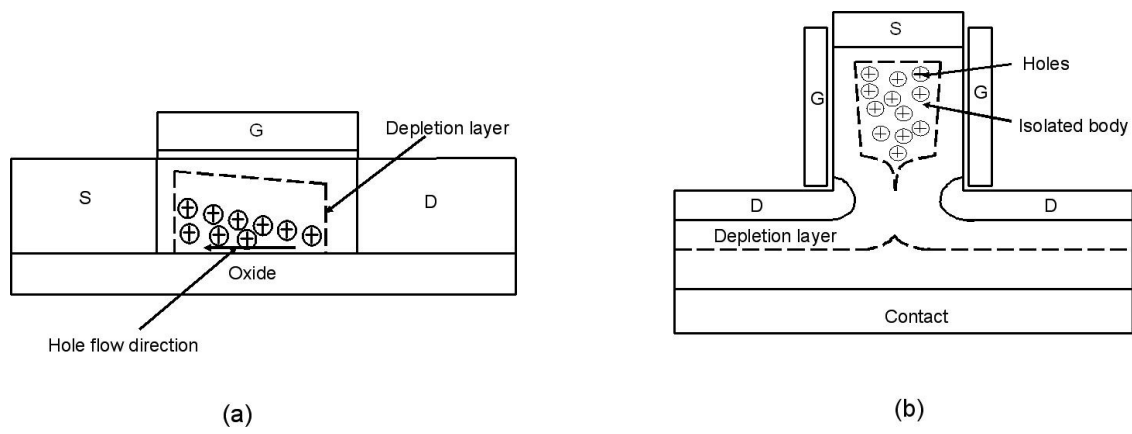 G
Depletion layer
S
D
Oxide
Hole flow direction
(a)
S
Holes
G
G
Isolated body
D
D
Depletion layer
Contact
(b)